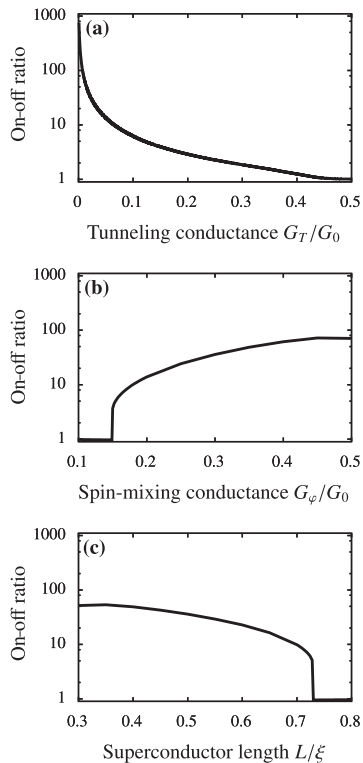 (a)
On-off ratio
1000
100
10
1
0 0.1 0.2 0.3 0.4 0.5
Tunneling conductance G_T/G_0
(b)
On-off ratio
1000
100
10
1
0.1 0.2 0.3 0.4 0.5
Spin-mixing conductance G_φ/G_0
(c)
On-off ratio
1000
100
10
1
0.3 0.4 0.5 0.6 0.7 0.8
Superconductor length L/ξ